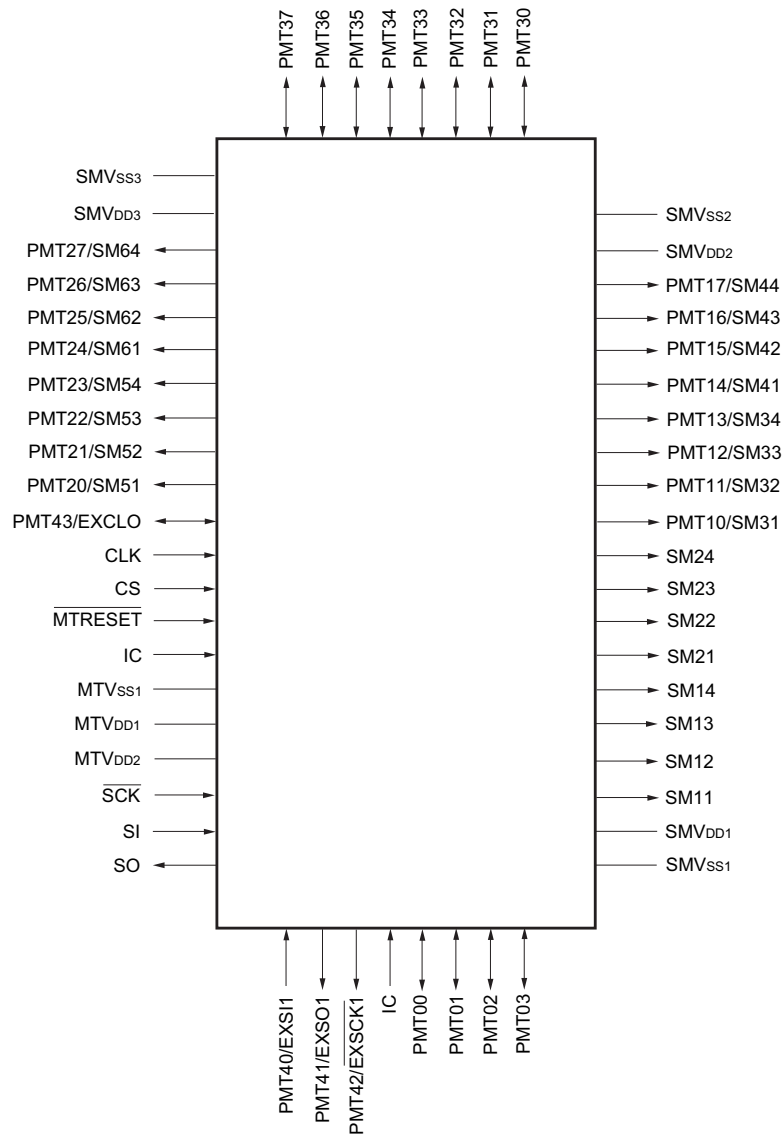 PMT37
PMT36
PMT35
PMT34
PMT33
PMT32
PMT31
PMT30
SMVSS3
SMVDD3
PMT27/SM64
PMT26/SM63
PMT25/SM62
PMT24/SM61
PMT23/SM54
PMT22/SM53
PMT21/SM52
PMT20/SM51
PMT43/EXCLO
CLK
CS
MTRESET
IC
MTVSS1
MTVDD1
MTVDD2
SCK
SI
SO
SMVSS2
SMVDD2
PMT17/SM44
PMT16/SM43
PMT15/SM42
PMT14/SM41
PMT13/SM34
PMT12/SM33
PMT11/SM32
PMT10/SM31
SM24
SM23
SM22
SM21
SM14
SM13
SM12
SM11
SMVDD1
SMVSS1
PMT40/EXSI1
PMT41/EXSO1
PMT42/EXSCK1
IC
PMT00
PMT01
PMT02
PMT03